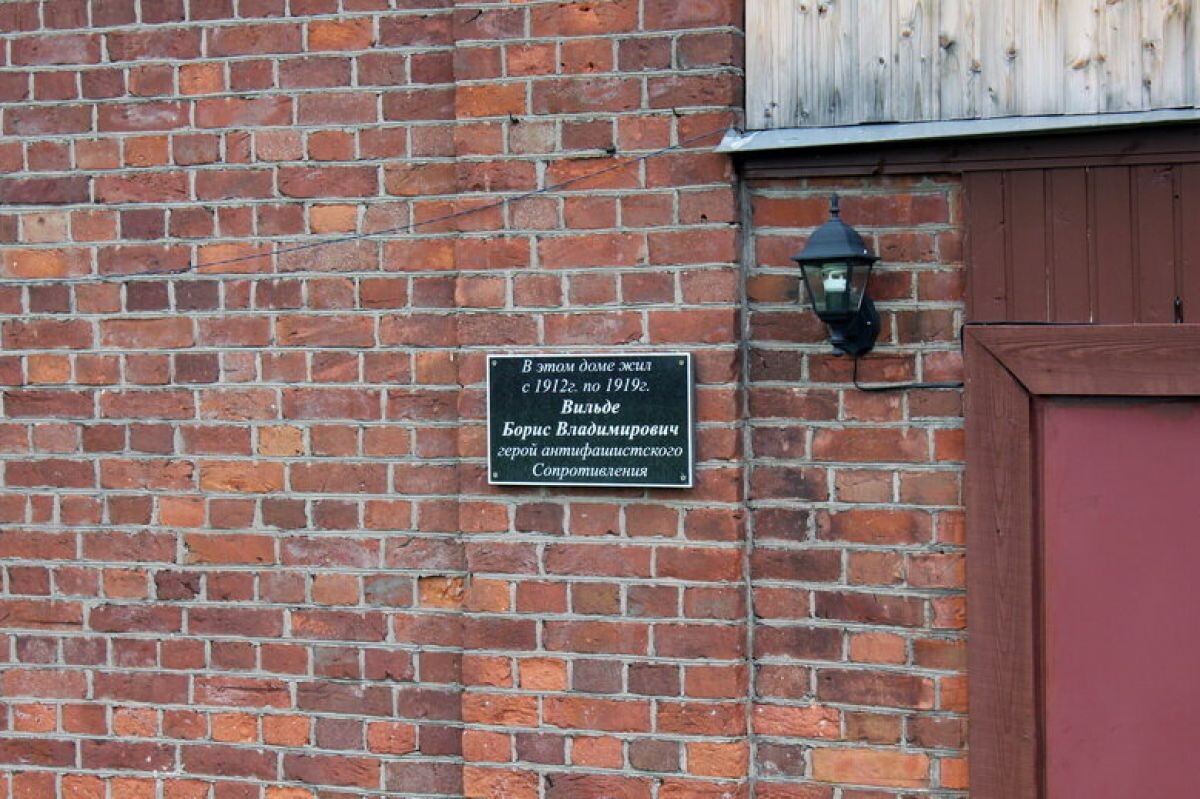 В этом доме жил
с 1912г. по 1919г.
Вильде
Борис Владимирович
герой антифашистского
Сопротивления